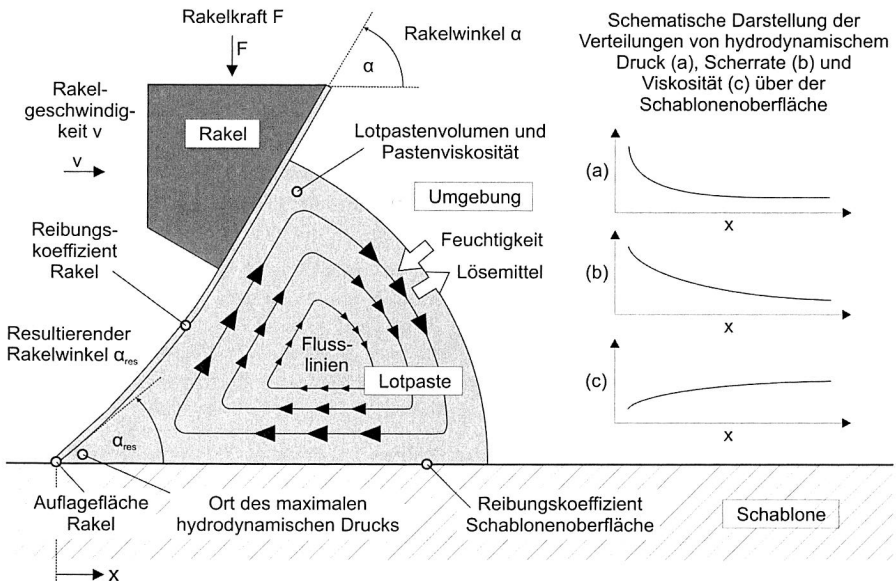 Rakelkraft F
F
Rakelwinkel α
α
Rakel-
geschwindig-
keit v
v
Rakel
Lotpastenvolumen und
Pastenviskosität
Umgebung
Reibungs-
koeffizient
Rakel
Feuchtigkeit
Lösemittel
Resultierender
Rakelwinkel αres
Fluss-
linien
Lotpaste
αres
Auflagefläche
Rakel
Ort des maximalen
hydrodynamischen Drucks
Reibungskoeffizient
Schablonenoberfläche
Schablone
x
Schematische Darstellung der
Verteilungen von hydrodynamischem
Druck (a), Scherrate (b) und
Viskosität (c) über der
Schablonenoberfläche
(a)
x
(b)
x
(c)
x